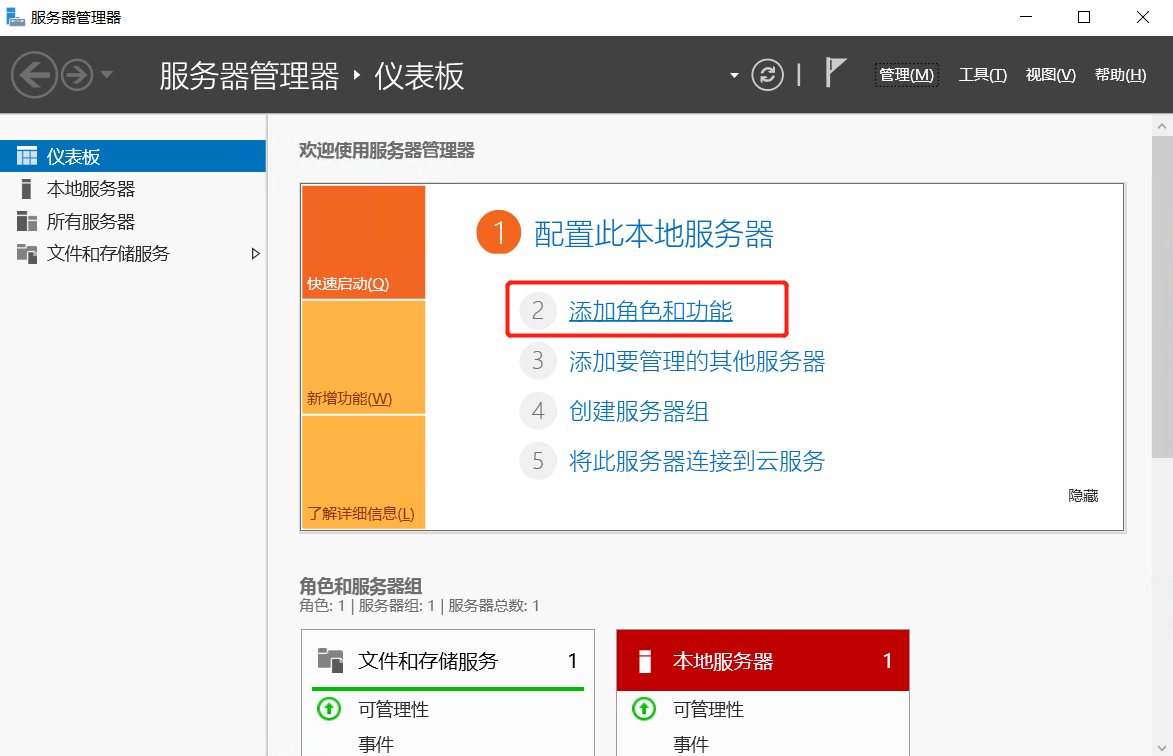 服务器管理器
服务器管理器 仪表板
管理(M) 工具(T) 视图(V) 帮助(H)
仪表板
本地服务器
所有服务器
文件和存储服务
欢迎使用服务器管理器
快速启动(Q)
新增功能(W)
了解详细信息(L)
1 配置此本地服务器
2 添加角色和功能
3 添加要管理的其他服务器
4 创建服务器组
5 将此服务器连接到云服务
隐藏
角色和服务器组
角色: 1 | 服务器组: 1 | 服务器总数: 1
文件和存储服务 1
可管理性
事件
本地服务器 1
可管理性
事件